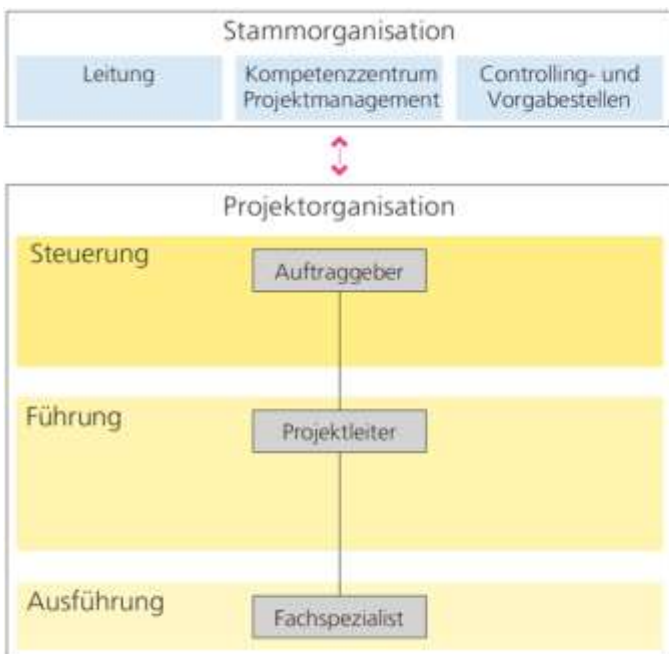 Stammorganisation
Leitung
Kompetenzzentrum
Projektmanagement
Controlling- und
Vorgabestellen
Projektorganisation
Steuerung
Auftraggeber
Führung
Projektleiter
Ausführung
Fachspezialist